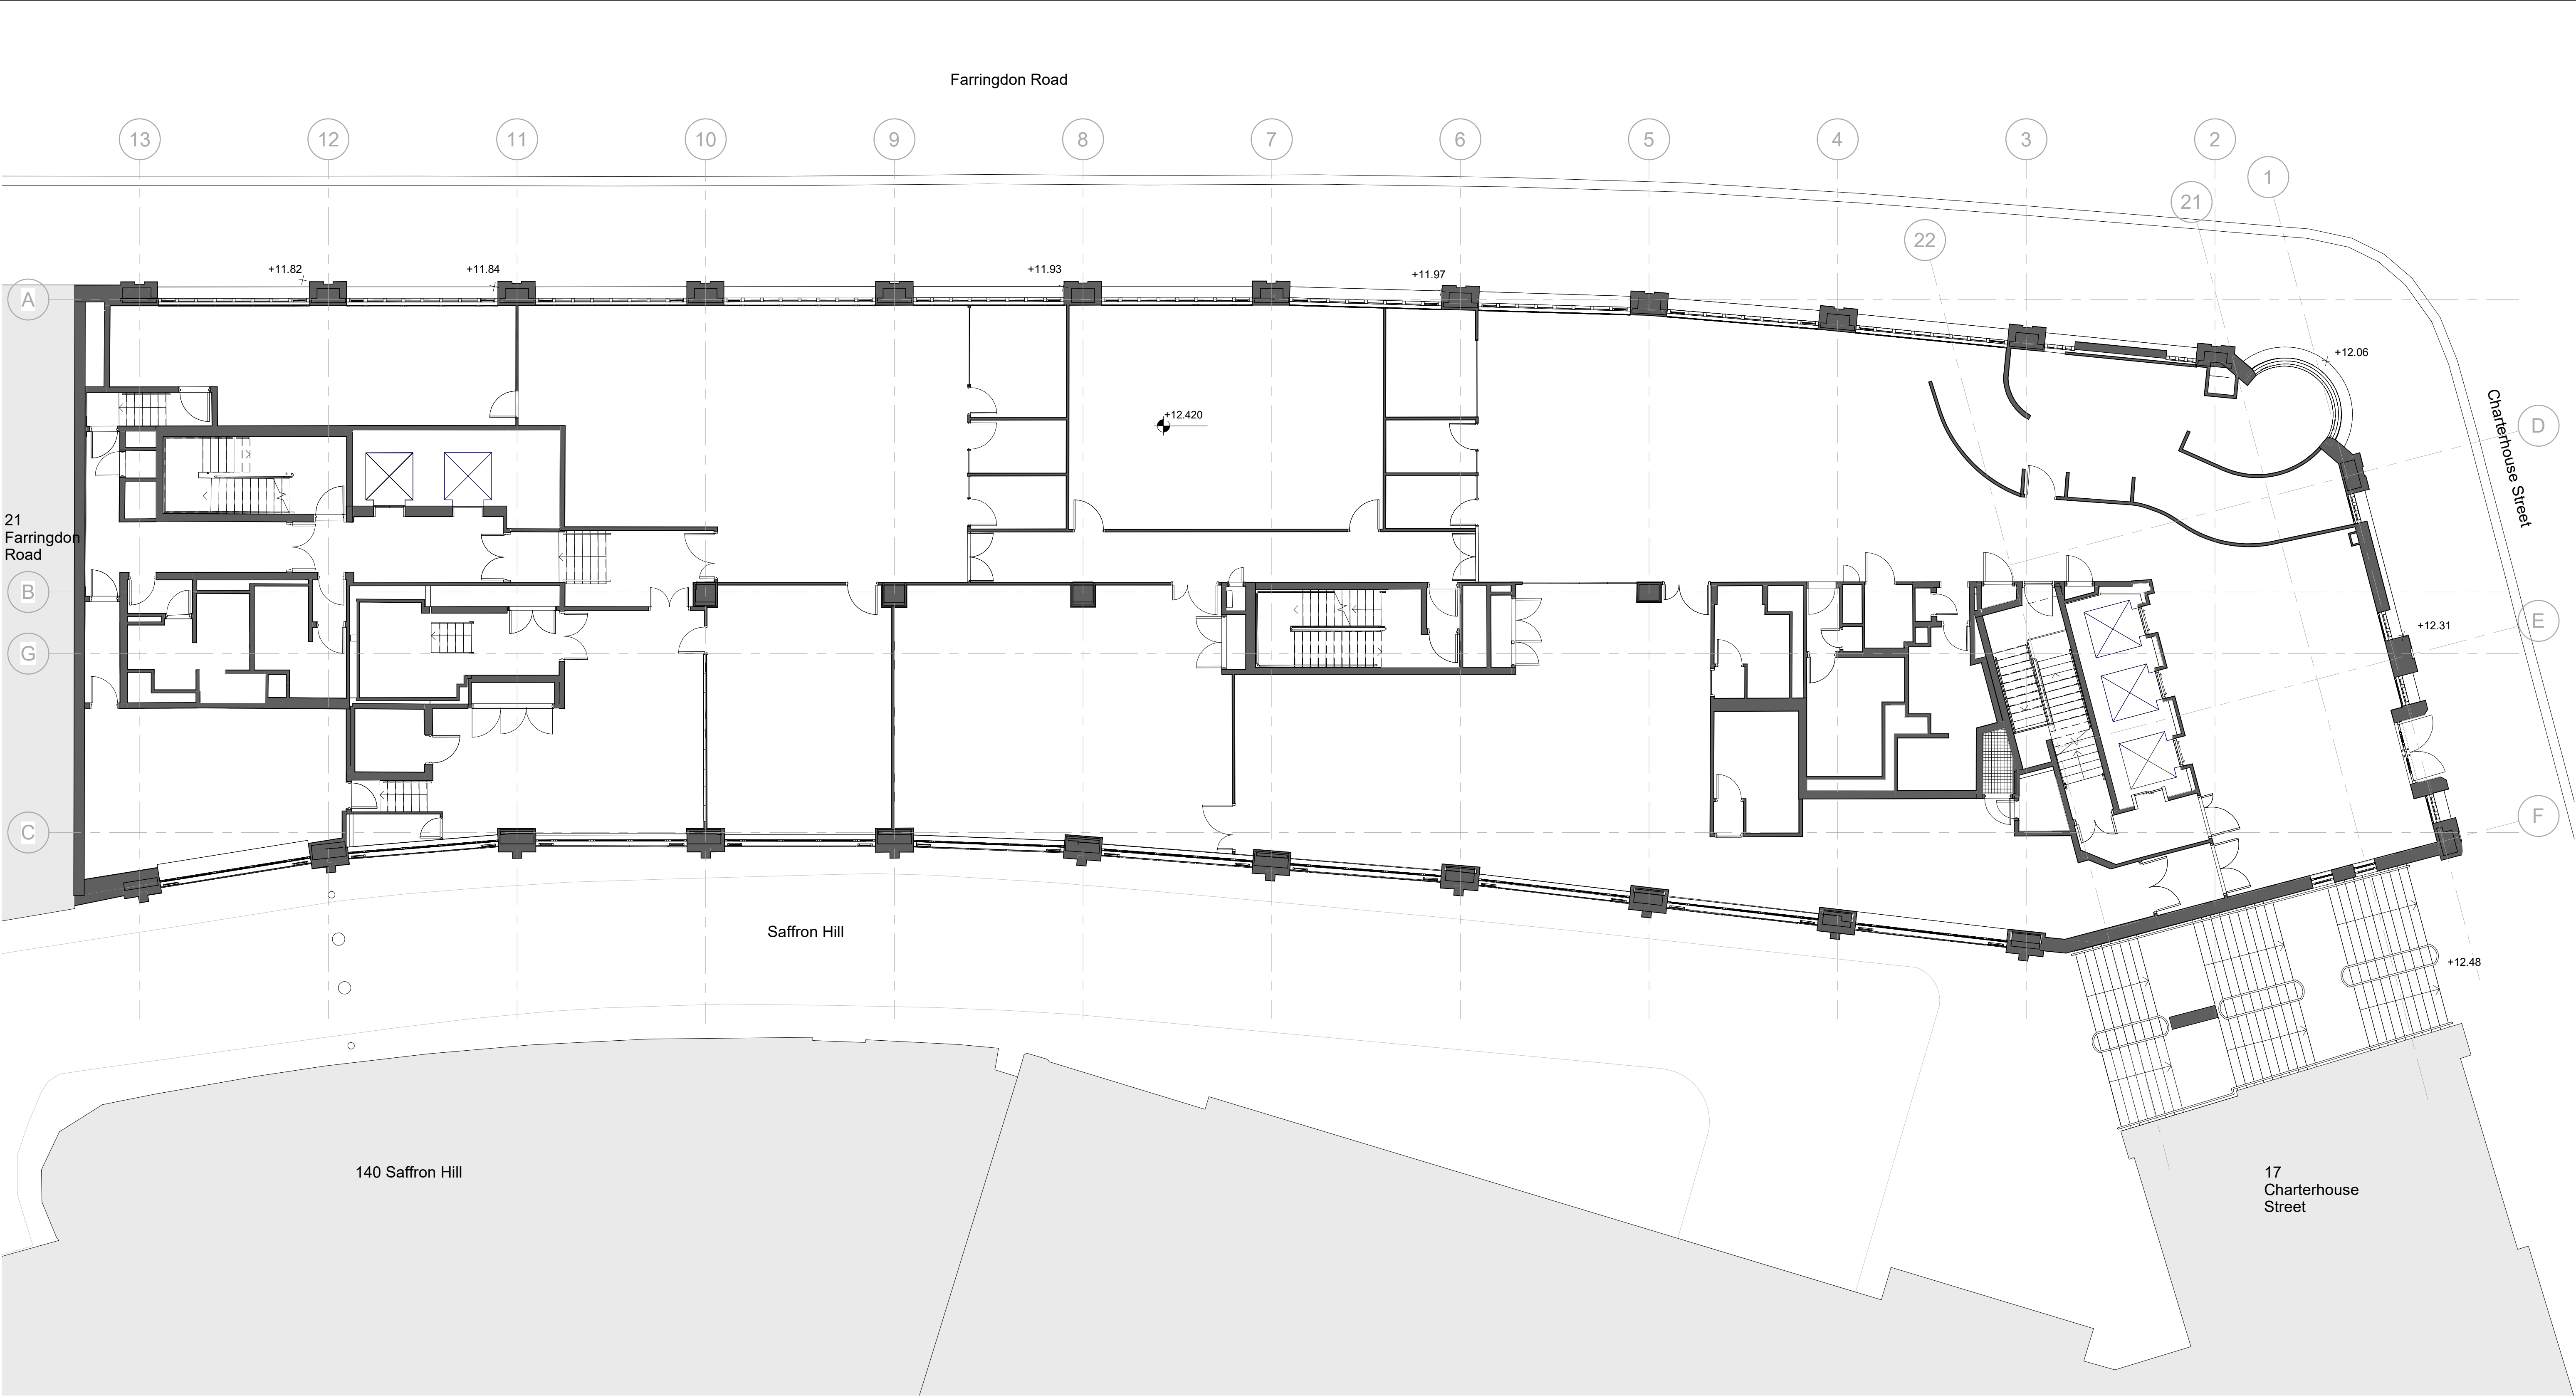 Farringdon Road
13
12
11
10
9
8
7
6
5
4
3
2
1
21
22
+11.82
+11.84
+11.93
+11.97
A
+12.06
Charterhouse Street
+12.420
D
21
Farringdon
Road
B
E
+12.31
G
C
F
Saffron Hill
+12.48
140 Saffron Hill
17
Charterhouse
Street